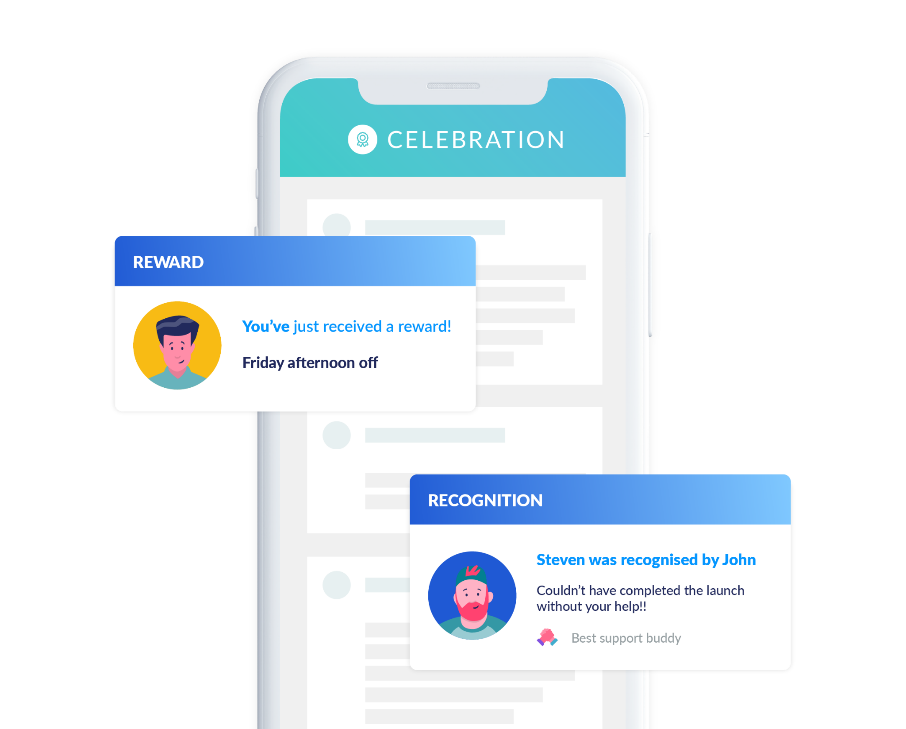 CELEBRATION
REWARD
You’ve just received a reward!
Friday afternoon off
RECOGNITION
Steven was recognised by John
Couldn’t have completed the launch
without your help!!
Best support buddy